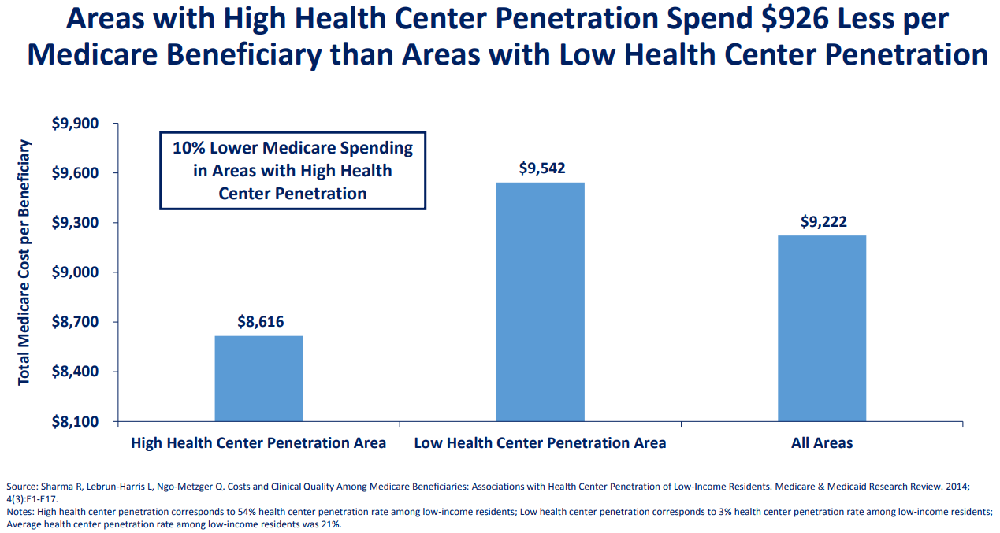 Areas with High Health Center Penetration Spend $926 Less per
Medicare Beneficiary than Areas with Low Health Center Penetration
Total Medicare Cost per Beneficiary
$9,900
$9,600
$9,300
$9,000
$8,700
$8,400
$8,100
10% Lower Medicare Spending
in Areas with High Health
Center Penetration
$8,616
$9,542
$9,222
High Health Center Penetration Area
Low Health Center Penetration Area
All Areas
Source: Sharma R, Lebrun-Harris L, Ngo-Metzger Q. Costs and Clinical Quality Among Medicare Beneficiaries: Associations with Health Center Penetration of Low-Income Residents. Medicare & Medicaid Research Review. 2014;
4(3):E1-E17.
Notes: High health center penetration corresponds to 54% health center penetration rate among low-income residents; Low health center penetration corresponds to 3% health center penetration rate among low-income residents;
Average health center penetration rate among low-income residents was 21%.